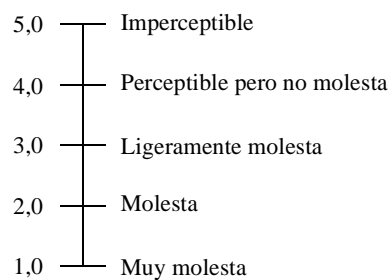 5,0 Imperceptible
4,0 Perceptible pero no molesta
3,0 Ligeramente molesta
2,0 Molesta
1,0 Muy molesta